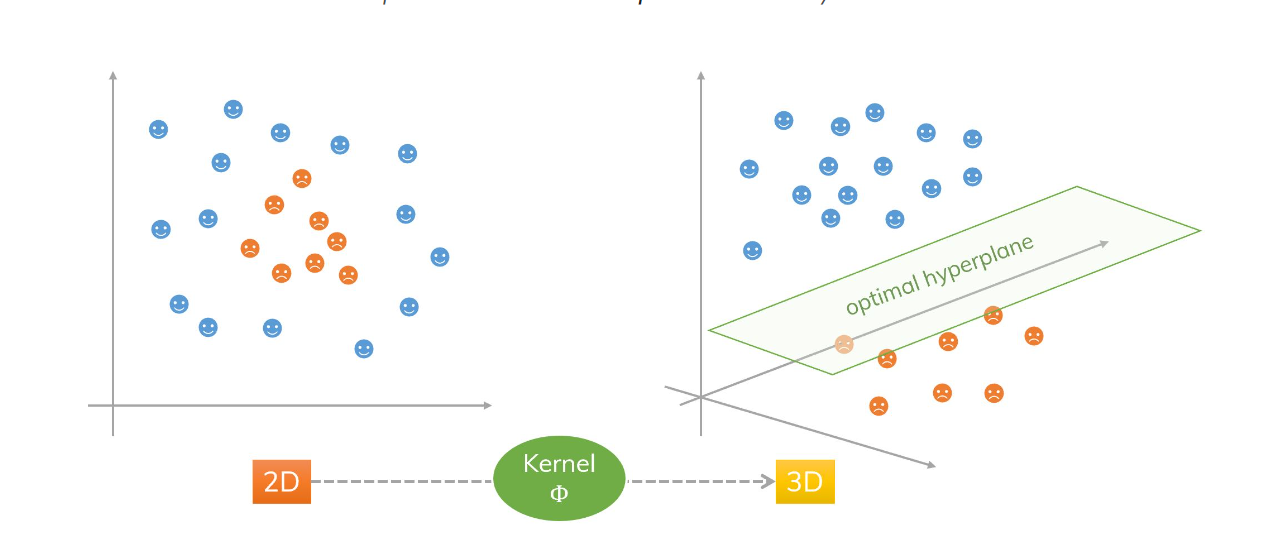 optimal hyperplane
Kernel
2D
Φ
3D